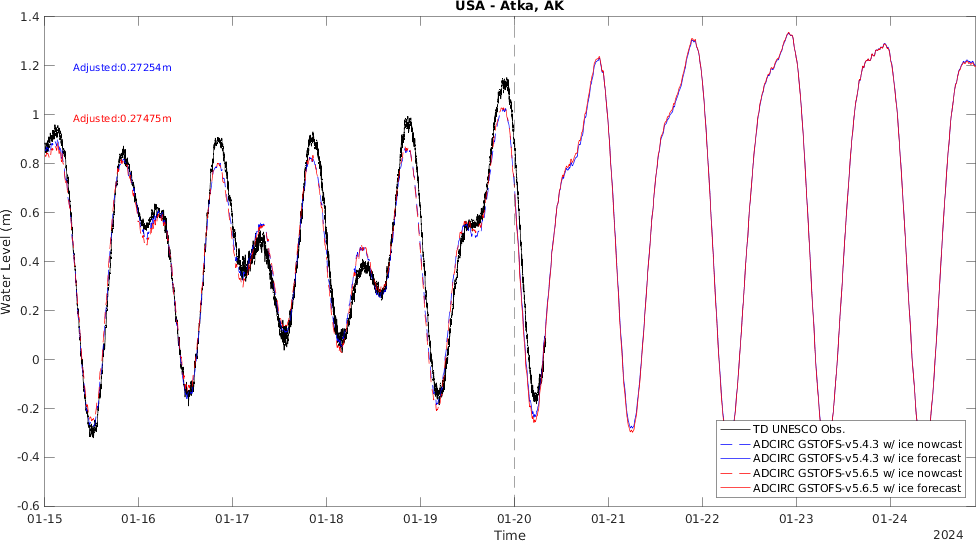 USA - Atka, AK
1.4
1.2
1
0.8
0.6
0.4
0.2
0
-0.2
-0.4
-0.6
Water Level (m)
Adjusted:0.27254m
Adjusted:0.27475m
TD UNESCO Obs.
ADCIRC GSTOFS-v5.4.3 w/ ice nowcast
ADCIRC GSTOFS-v5.4.3 w/ ice forecast
ADCIRC GSTOFS-v5.6.5 w/ ice nowcast
ADCIRC GSTOFS-v5.6.5 w/ ice forecast
01-15 01-16 01-17 01-18 01-19 01-20 01-21 01-22 01-23 01-24
Time
2024